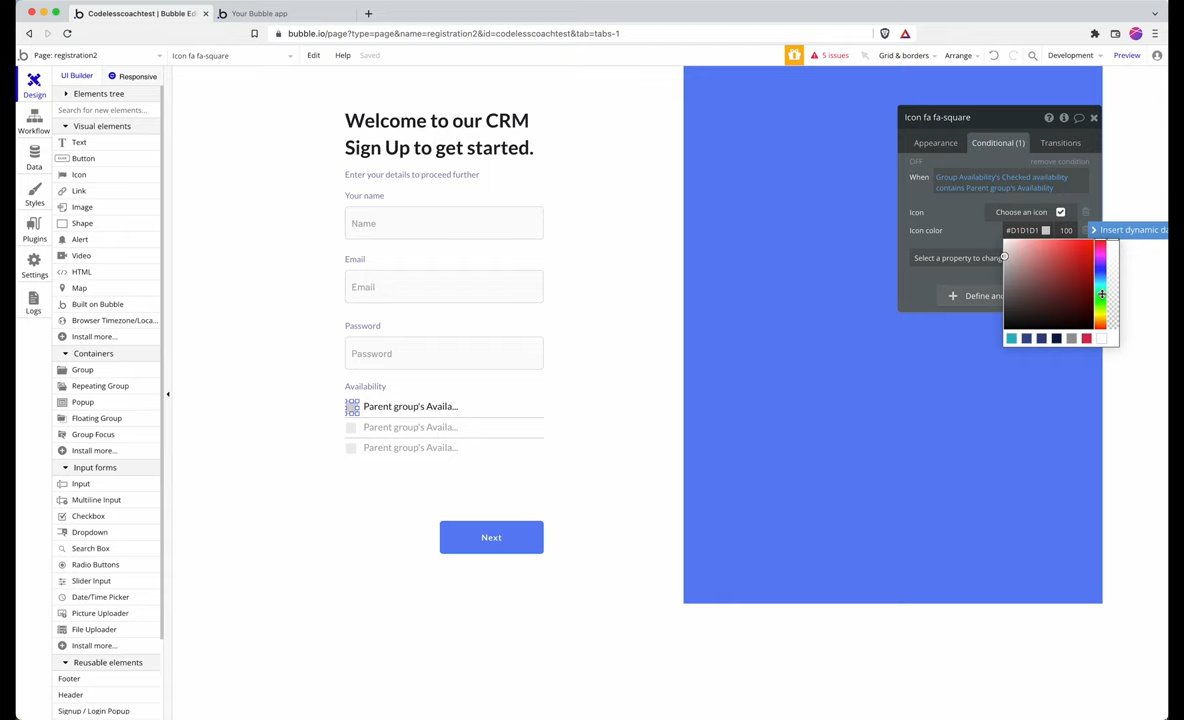 Codelesscoachtest | Bubble Ed
Your Bubble app
bubble.io/page?type=page&name=registration2&id=codelesscoachtest&tab=tabs-1
Page: registration2
Icon fa fa-square
Edit
Help
Saved
5 issues
Grid & borders
Arrange
Development
Preview
Design
Workflow
Data
Styles
Plugins
Settings
Logs
UI Builder
Responsive
Elements tree
Search for new elements...
Visual elements
Text
Button
Icon
Link
Image
Shape
Alert
Video
HTML
Map
Built on Bubble
Browser Timezone/Loca...
Install more...
Containers
Group
Repeating Group
Popup
Floating Group
Group Focus
Install more...
Input forms
Input
Multiline Input
Checkbox
Dropdown
Search Box
Radio Buttons
Slider Input
Date/Time Picker
Picture Uploader
File Uploader
Install more...
Reusable elements
Footer
Header
Signup / Login Popup
Welcome to our CRM
Sign Up to get started.
Enter your details to proceed further
Your name
Name
Email
Email
Password
Password
Availability
Parent group's Availa...
Parent group's Availa...
Parent group's Availa...
Next
Icon fa fa-square
Appearance
Conditional (1)
Transitions
OFF
remove condition
When
Group Availability's Checked availability
contains Parent group's Availability
Icon
Choose an icon
Icon color
#D1D1D1
100
Insert dynamic da
Select a property to chang
Define ano